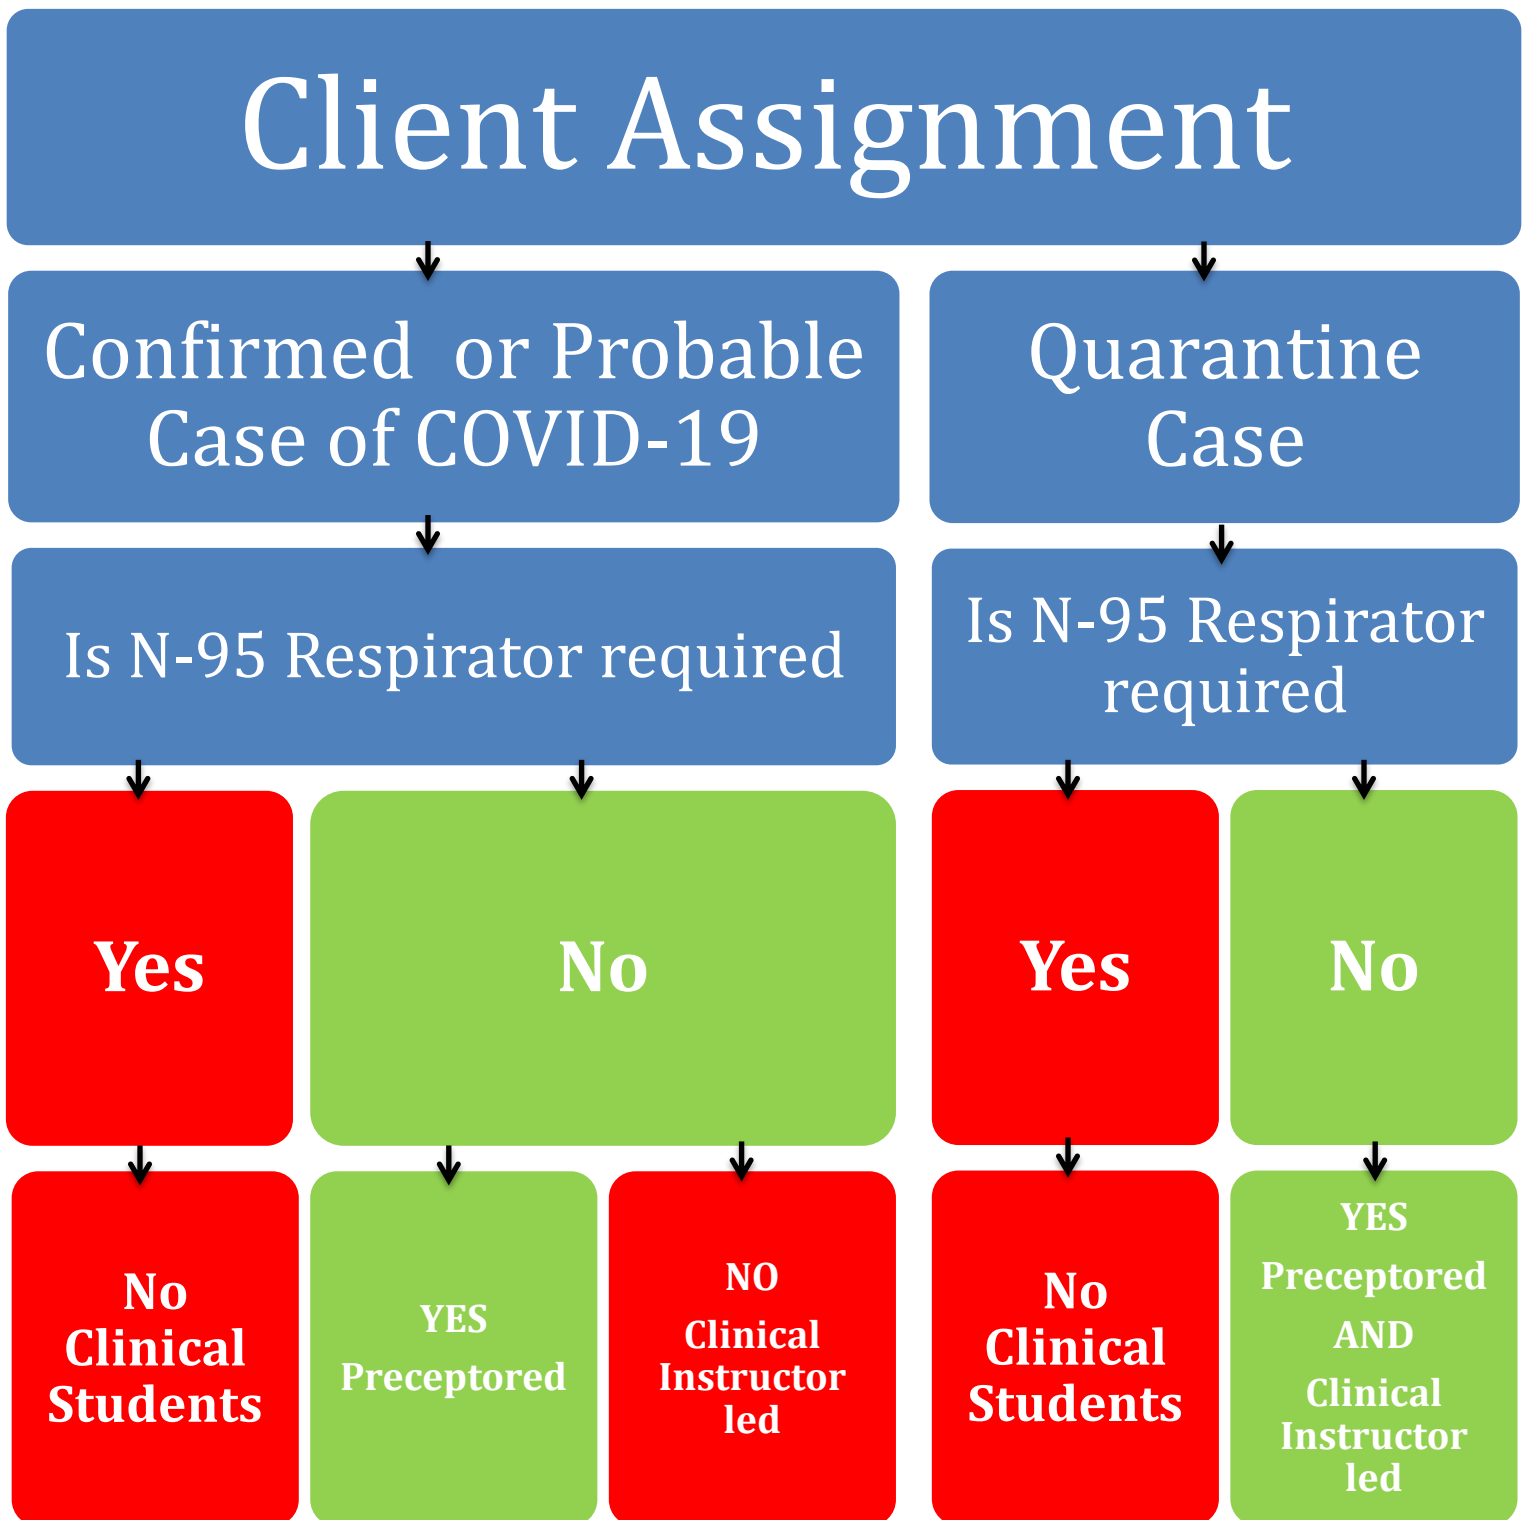 Client Assignment
Confirmed or Probable
Case of COVID-19
Quarantine
Case
Is N-95 Respirator required
Is N-95 Respirator
required
Yes
No
Yes
No
No
Clinical
Students
YES
Preceptored
NO
Clinical
Instructor
led
No
Clinical
Students
YES
Preceptored
AND
Clinical
Instructor
led